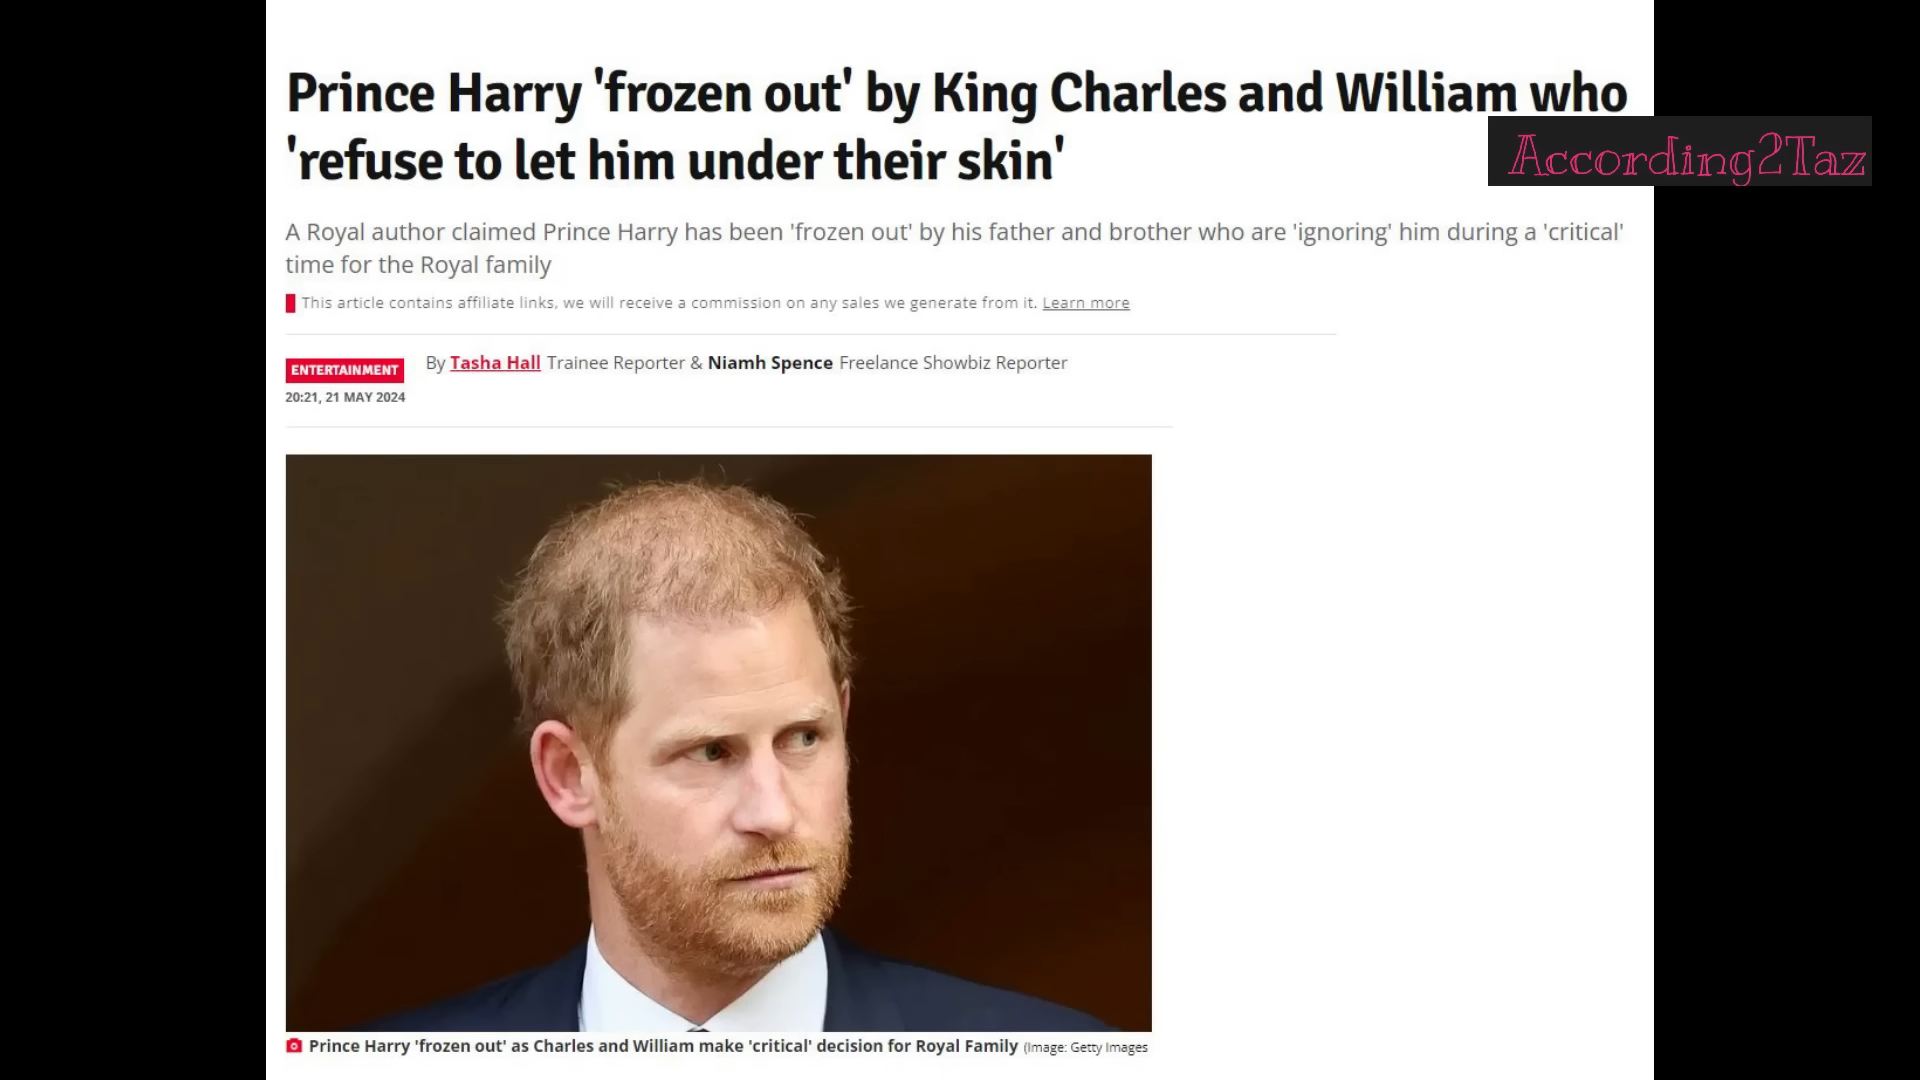 Prince Harry 'frozen out' by King Charles and William who
'refuse to let him under their skin'
According2Taz
A Royal author claimed Prince Harry has been 'frozen out' by his father and brother who are 'ignoring' him during a 'critical'
time for the Royal family
This article contains affiliate links, we will receive a commission on any sales we generate from it. Learn more
ENTERTAINMENT
By Tasha Hall Trainee Reporter & Niamh Spence Freelance Showbiz Reporter
20:21, 21 MAY 2024
Prince Harry 'frozen out' as Charles and William make 'critical' decision for Royal Family (Image: Getty Images